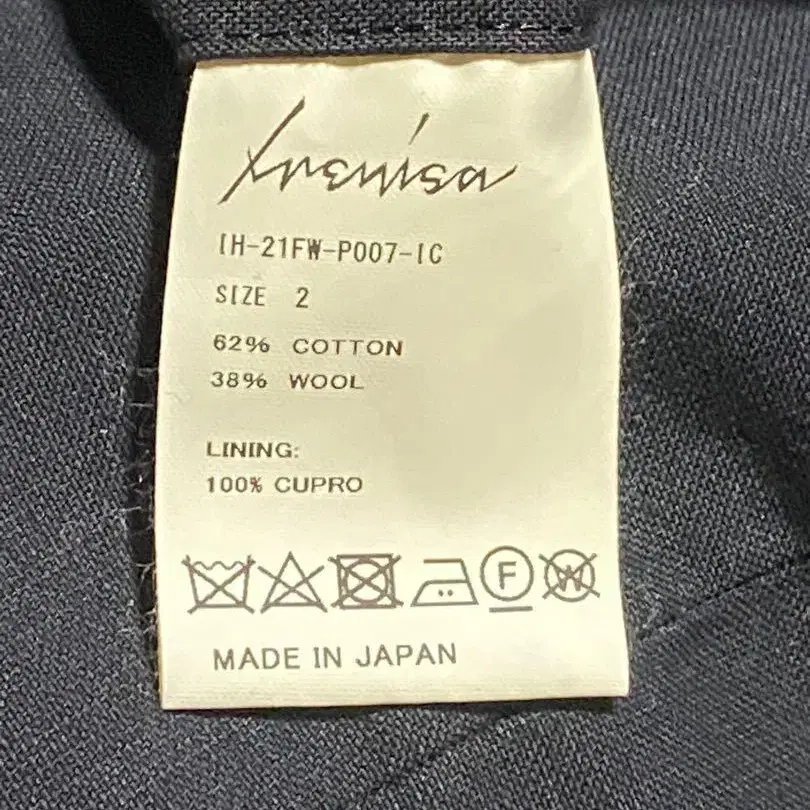 Irenisa
IH-21FW-P007-IC
SIZE 2
62% COTTON
38% WOOL
LINING:
100% CUPRO
F W
MADE IN JAPAN